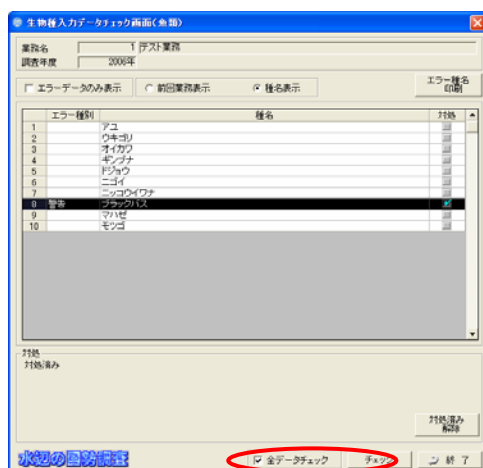 生物種入力データチェック画面(魚類)
業務名 1 テスト業務
調査年度 2006年
エラーデータのみ表示 前回業務表示 種名表示 エラー種名印刷
エラー種別 種名 対処
1 アユ
2 ウキゴリ
3 オイカワ
4 ギンブナ
5 ドジョウ
6 ニゴイ
7 ニッコウイワナ
8 警告 ブラックバス
9 マハゼ
10 モツゴ
対処
対処済み
対処済み
解除
水辺の国勢調査 全データチェック チェック 終了